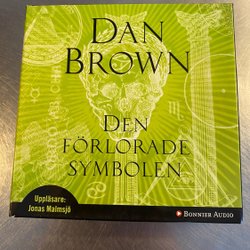 DAN
BROWN
DEN
FÖRLORADE
SYMBOLEN
Uppläsare:
Jonas Malmsjö
BONNIER AUDIO